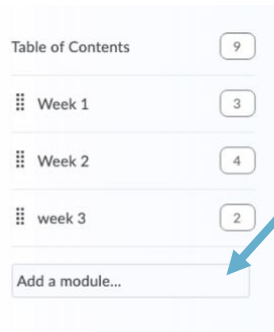 Table of Contents 9
Week 1 3
Week 2 4
week 3 2
Add a module...